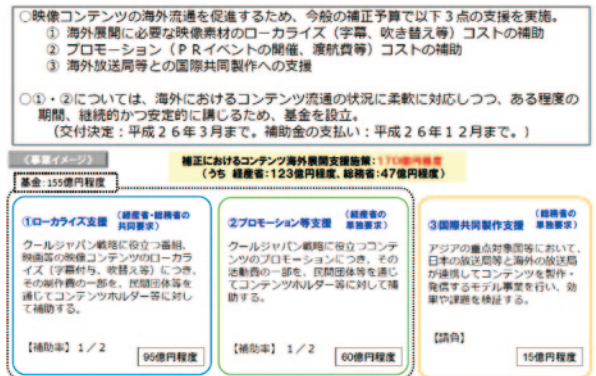 ○映像コンテンツの海外流通を促進するため、今般の補正予算で以下3点の支援を実施。
① 海外展開に必要な映像素材のローカライズ（字幕、吹き替え等）コストの補助
② プロモーション（ＰＲイベントの開催、渡航費等）コストの補助
③ 海外放送局等との国際共同製作への支援
○①・②については、海外におけるコンテンツ流通の状況に柔軟に対応しつつ、ある程度の
期間、継続的かつ安定的に講じるため、基金を設立。
（交付決定：平成２６年３月まで。補助金の支払い：平成２６年１２月まで。）
《事業イメージ》
補正におけるコンテンツ海外展開支援施策：170億円程度
（うち 経産省：123億円程度、総務省：47億円程度）
基金：155億円程度
①ローカライズ支援 （経産省・総務省の
共同要求）
クールジャパン戦略に役立つ番組、
映画等の映像コンテンツのローカラ
イズ（字幕付与、吹替え等）につき、
その制作費の一部を、民間団体等を
通じてコンテンツホルダー等に対し
て補助する。
【補助率】１／２
95億円程度
②プロモーション等支援 （経産省の
単独要求）
クールジャパン戦略に役立つコンテ
ンツのプロモーションにつき、その
活動費の一部を、民間団体等を通じ
てコンテンツホルダー等に対して補
助する。
【補助率】１／２
60億円程度
③国際共同製作支援 （総務省の
単独要求）
アジアの重点対象国等において、
日本の放送局等と海外の放送局
が連携してコンテンツを製作・
発信するモデル事業を行い、効
果や課題を検証する。
【請負】
15億円程度